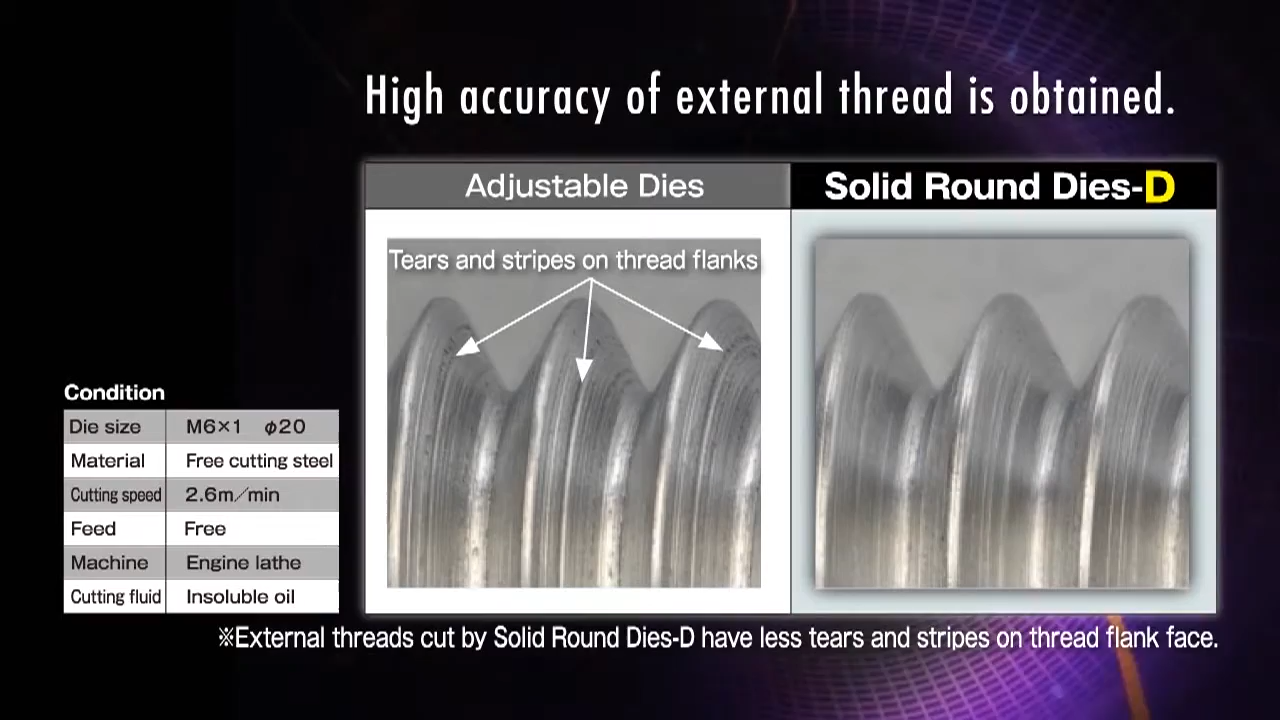 High accuracy of external thread is obtained.
Adjustable Dies
Solid Round Dies-D
Tears and stripes on thread flanks
Condition
Die size M6×1 φ20
Material Free cutting steel
Cutting speed 2.6m／min
Feed Free
Machine Engine lathe
Cutting fluid Insoluble oil
※External threads cut by Solid Round Dies-D have less tears and stripes on thread flank face.